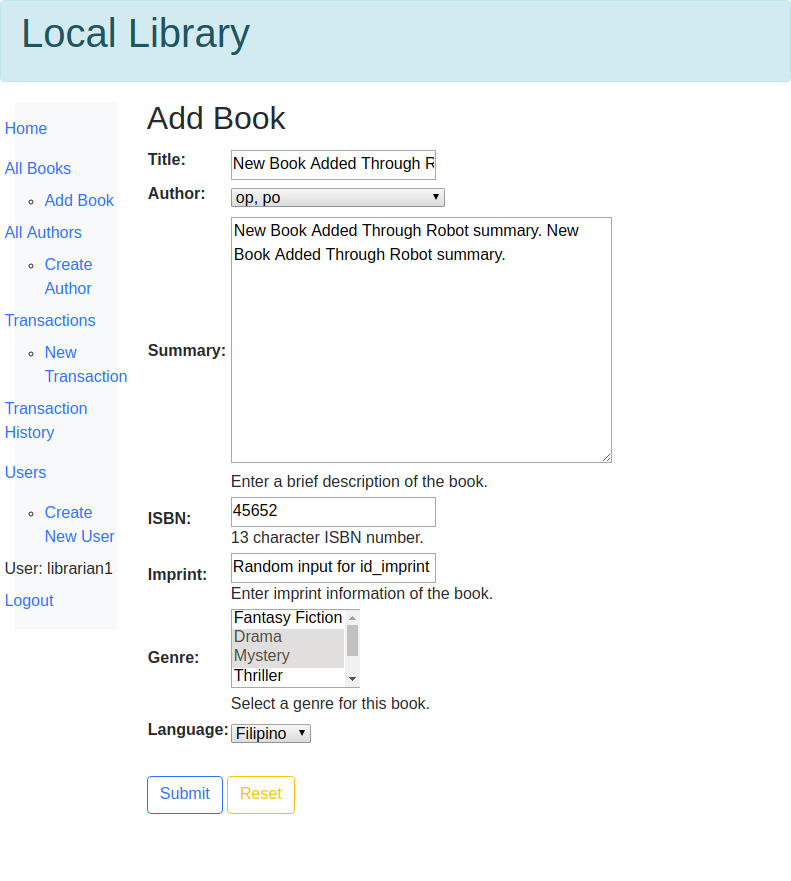 Local Library
Home
All Books
Add Book
All Authors
Create
Author
Transactions
New
Transaction
Transaction
History
Users
Create
New User
User: librarian1
Logout
Add Book
Title: New Book Added Through R
Author: op, po
Summary: New Book Added Through Robot summary. New
Book Added Through Robot summary.
Enter a brief description of the book.
ISBN: 45652
13 character ISBN number.
Imprint: Random input for id_imprint
Enter imprint information of the book.
Genre: Fantasy Fiction
Drama
Mystery
Thriller
Select a genre for this book.
Language: Filipino
Submit Reset